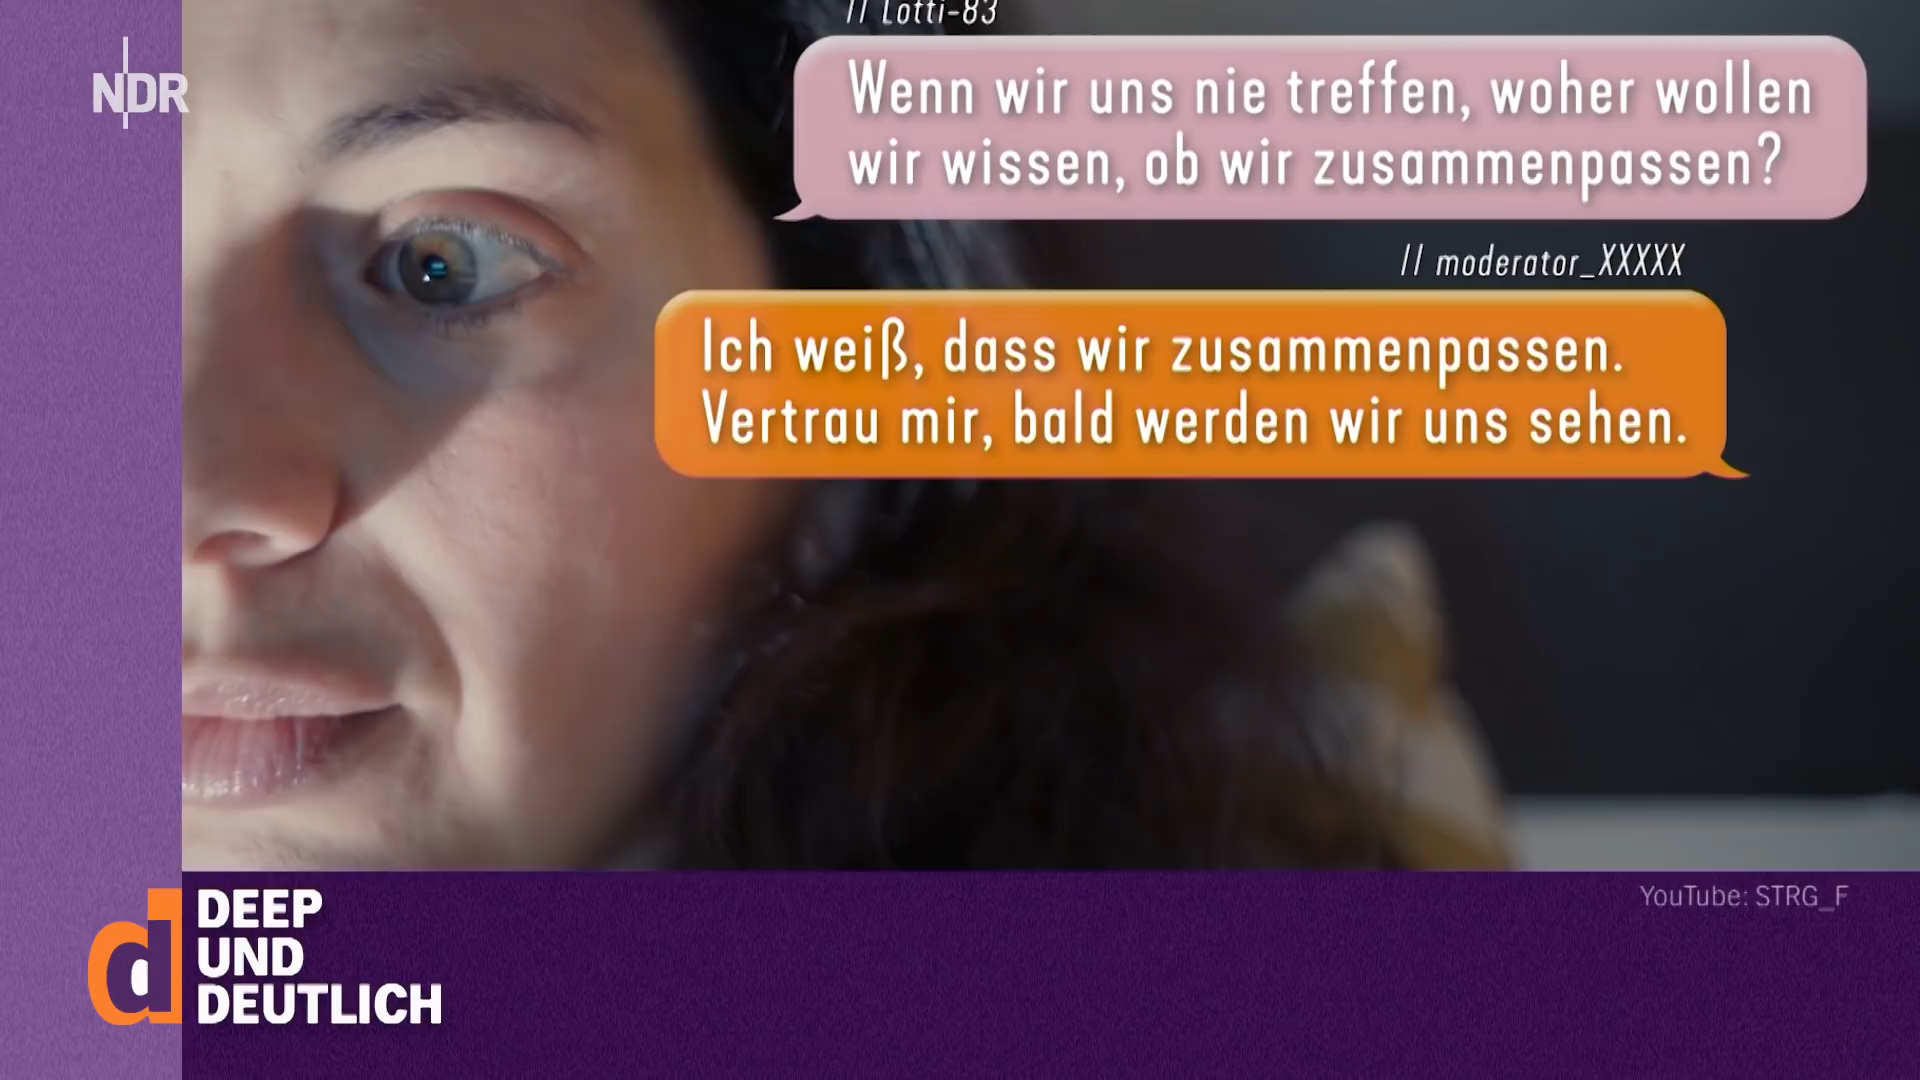 // Lotti-83
NDR
Wenn wir uns nie treffen, woher wollen
wir wissen, ob wir zusammenpassen?
// moderator_XXXXX
Ich weiß, dass wir zusammenpassen.
Vertrau mir, bald werden wir uns sehen.
YouTube: STRG_F
d
DEEP
UND
DEUTLICH